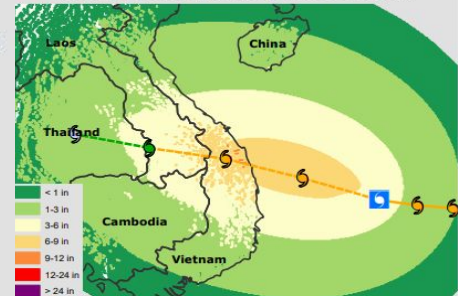 Laos
China
Thailand
Cambodia
Vietnam
< 1 in
1-3 in
3-6 in
6-9 in
9-12 in
12-24 in
> 24 in